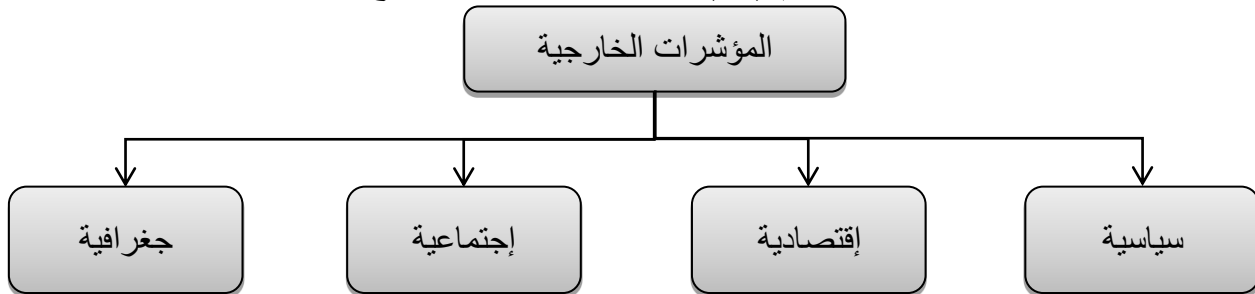 المؤشرات الخارجية
سياسية
إقتصادية
إجتماعية
جغرافية